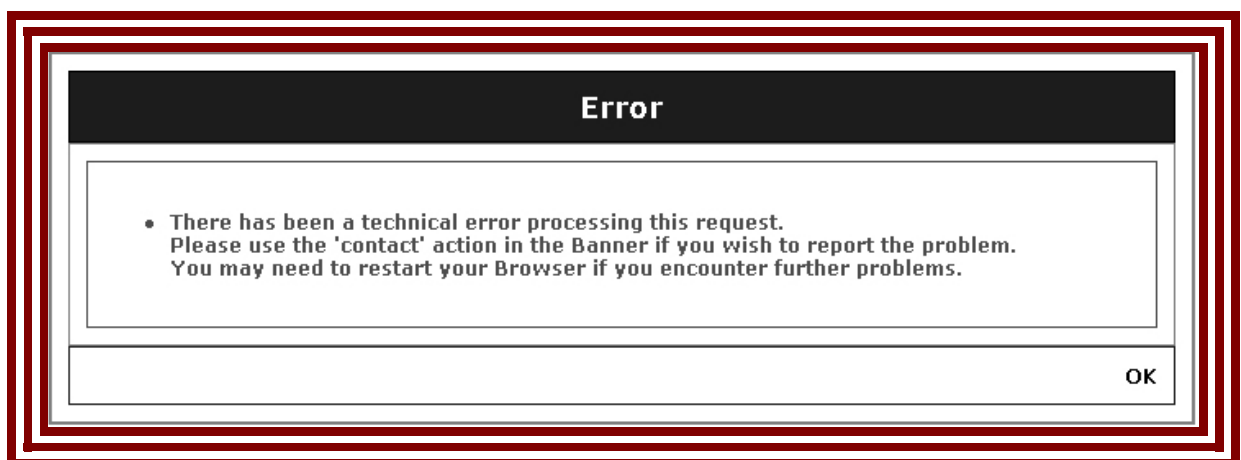 Error
There has been a technical error processing this request.
Please use the 'contact' action in the Banner if you wish to report the problem.
You may need to restart your Browser if you encounter further problems.
OK